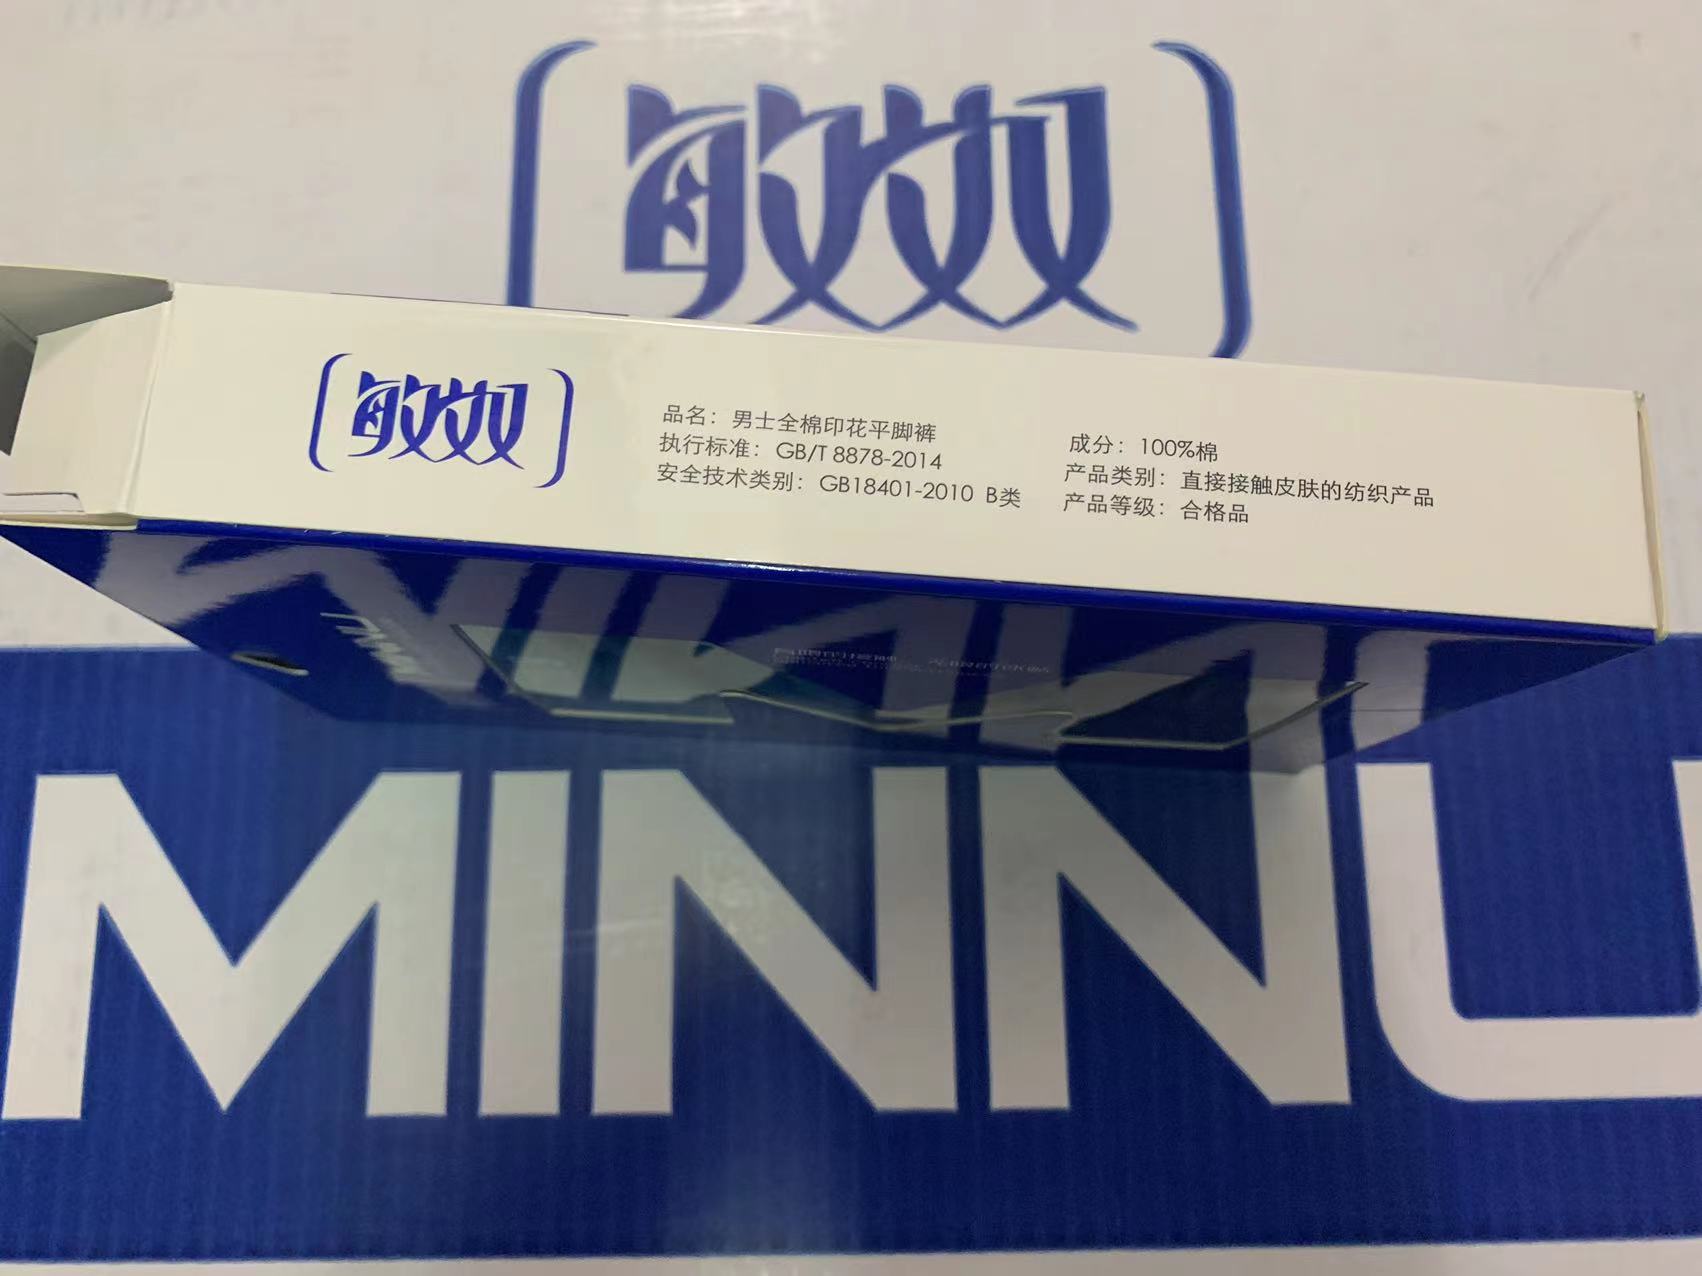 敏奴
敏奴
品名：男士全棉印花平脚裤
执行标准：GB/T 8878-2014
安全技术类别：GB18401-2010 B类
成分：100%棉
产品类别：直接接触皮肤的纺织产品
产品等级：合格品
MINNU